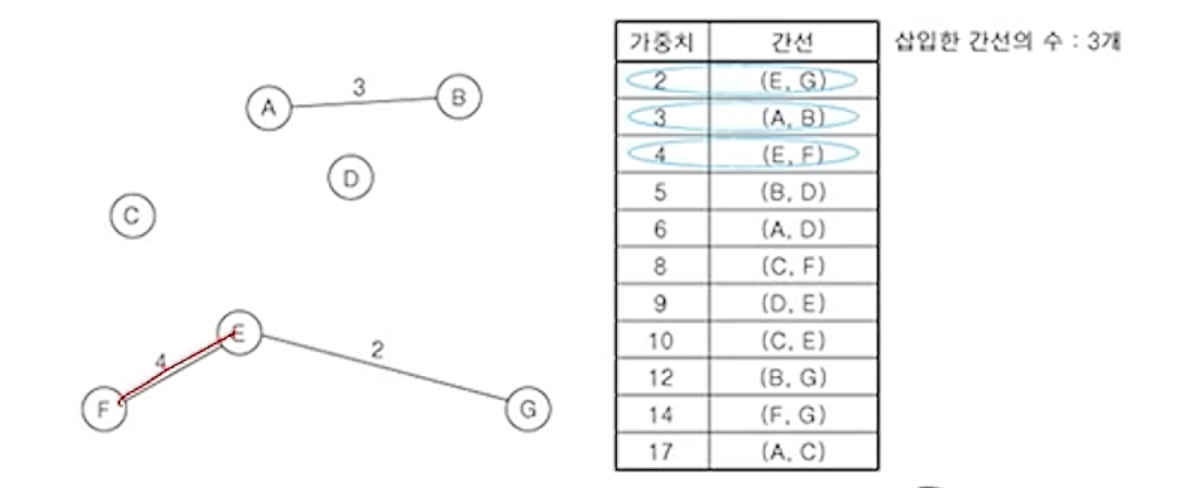 가중치 간선
2 (E, G)
3 (A, B)
4 (E, F)
5 (B, D)
6 (A, D)
8 (C, F)
9 (D, E)
10 (C, E)
12 (B, G)
14 (F, G)
17 (A, C)
삽입한 간선의 수 : 3개
A 3 B
D
C
E
4 2
F G